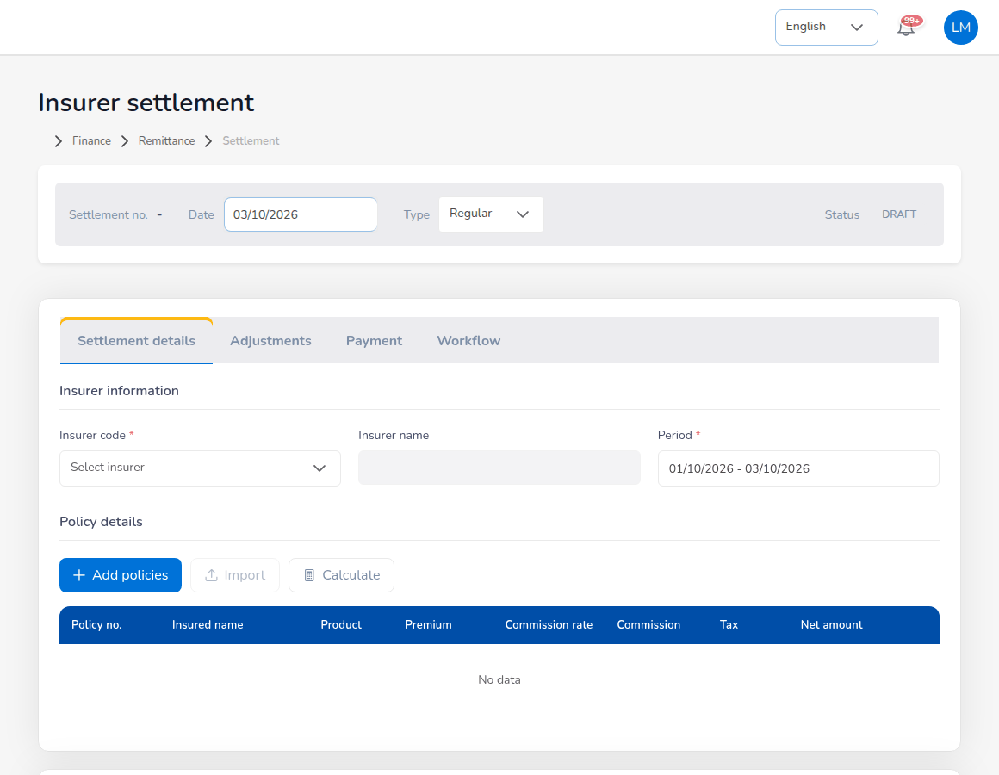 English
99+
LM
Insurer settlement
Finance Remittance Settlement
Settlement no. - Date 03/10/2026 Type Regular Status DRAFT
Settlement details Adjustments Payment Workflow
Insurer information
Insurer code * Insurer name Period *
Select insurer 01/10/2026 - 03/10/2026
Policy details
Add policies Import Calculate
Policy no. Insured name Product Premium Commission rate Commission Tax Net amount
No data